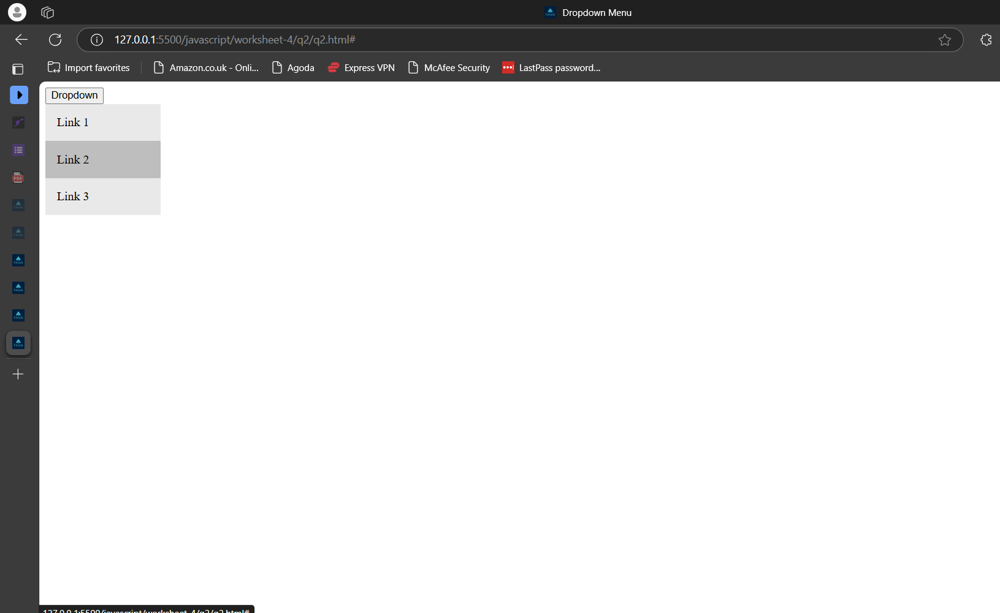 Dropdown Menu
127.0.0.1:5500/javascript/worksheet-4/q2/q2.html#
Import favorites
Amazon.co.uk - Onli...
Agoda
Express VPN
McAfee Security
LastPass password...
Dropdown
Link 1
Link 2
Link 3
PDF
127.0.0.1:5500/javascript/worksheet-4/q2/q2.html#